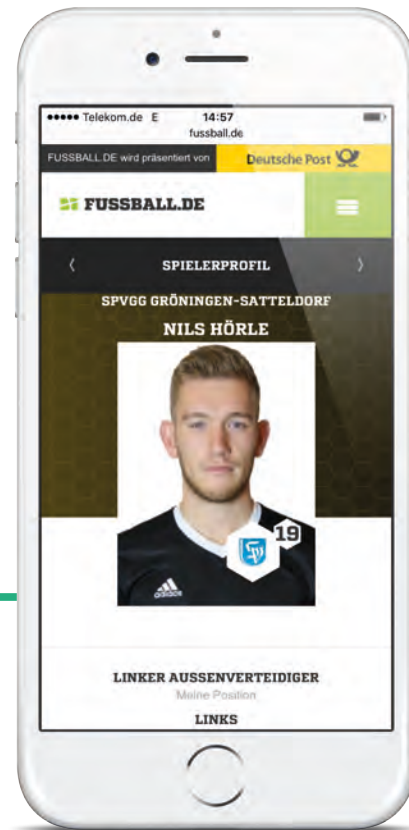 Telekom.de E 14:57
fussball.de
FUSSBALL.DE wird präsentiert von Deutsche Post
FUSSBALL.DE
SPIELERPROFIL
SPVGG GRÖNINGEN-SATTELDORF
NILS HÖRLE
19
adidas
LINKER AUSSENVERTEIDIGER
Meine Position
LINKS